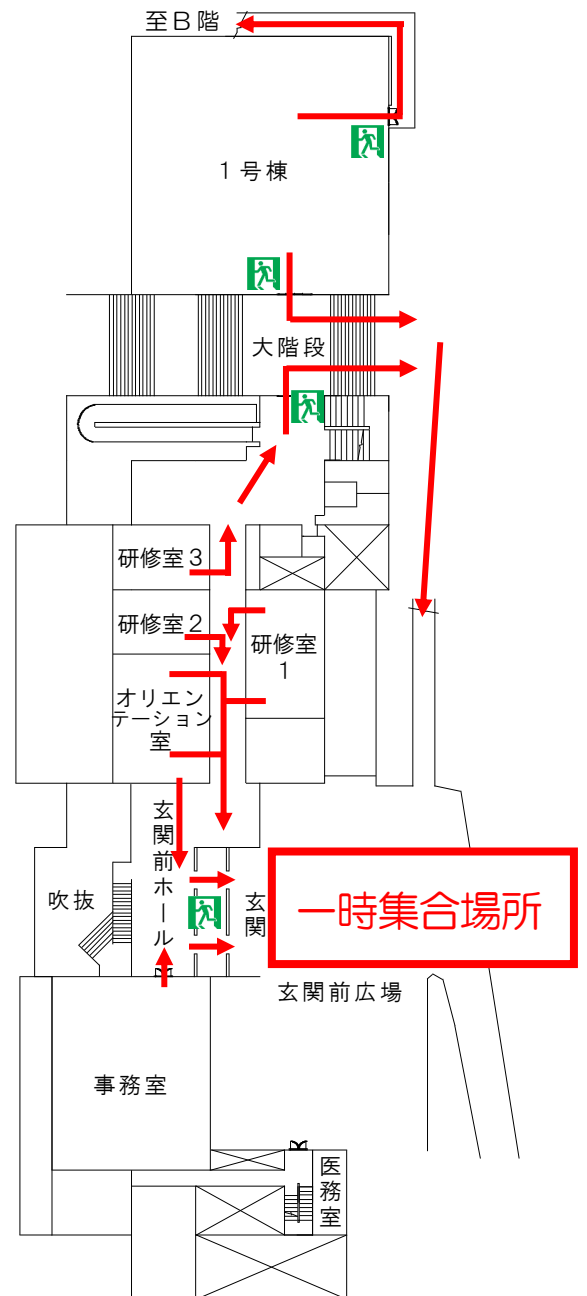 至Ｂ階
１号棟
大階段
研修室３
研修室２
研修室
１
オリエン
テーション
室
玄関前ホール
吹抜
玄関
一時集合場所
玄関前広場
事務室
医務室